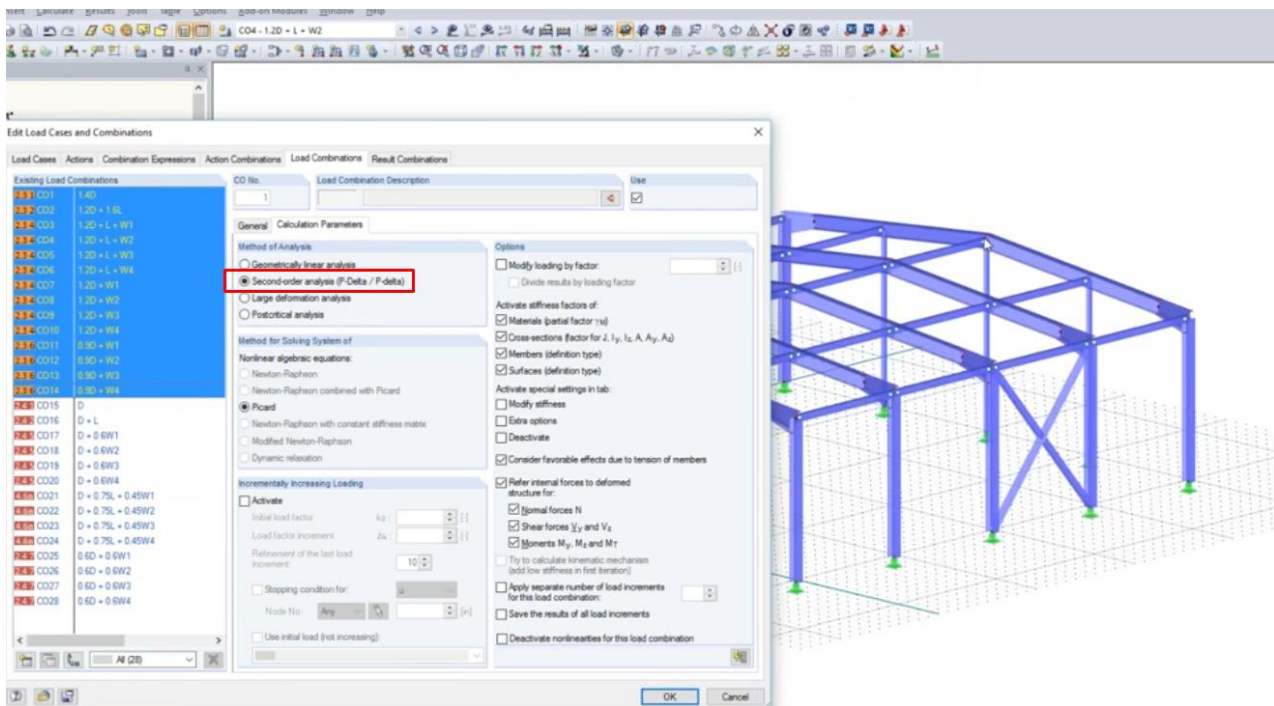 Insert Calculate Results Tools Table Options Add-on Modules Window Help
CO4 - 1.2D + L + W2
Edit Load Cases and Combinations
Load Cases Actions Combination Expressions Action Combinations Load Combinations Result Combinations
Existing Load Combinations
CO1 1.4D
CO2 1.2D + 1.6L
CO3 1.2D + L + W1
CO4 1.2D + L + W2
CO5 1.2D + L + W3
CO6 1.2D + L + W4
CO7 1.2D + W1
CO8 1.2D + W2
CO9 1.2D + W3
CO10 1.2D + W4
CO11 0.9D + W1
CO12 0.9D + W2
CO13 0.9D + W3
CO14 0.9D + W4
CO15 D
CO16 D + L
CO17 D + 0.6W1
CO18 D + 0.6W2
CO19 D + 0.6W3
CO20 D + 0.6W4
CO21 D + 0.75L + 0.45W1
CO22 D + 0.75L + 0.45W2
CO23 D + 0.75L + 0.45W3
CO24 D + 0.75L + 0.45W4
CO25 0.6D + 0.6W1
CO26 0.6D + 0.6W2
CO27 0.6D + 0.6W3
CO28 0.6D + 0.6W4
All (28)
CO No.
1
Load Combination Description
Use
General Calculation Parameters
Method of Analysis
Geometrically linear analysis
Second-order analysis (P-Delta / P-delta)
Large deformation analysis
Postcritical analysis
Method for Solving System of
Nonlinear algebraic equations:
Newton-Raphson
Newton-Raphson combined with Picard
Picard
Newton-Raphson with constant stiffness matrix
Modified Newton-Raphson
Dynamic relaxation
Incrementally Increasing Loading
Activate
Initial load factor k0 : [-]
Load factor increment Δk : [-]
Refinement of the last load
increment: 10
Stopping condition for: u
Node No: Any [in]
Use initial load (not increasing):
Options
Modify loading by factor: [-]
Divide results by loading factor
Activate stiffness factors of:
Materials (partial factor γM)
Cross-sections (factor for J, Iy, Iz, A, Ay, Az)
Members (definition type)
Surfaces (definition type)
Activate special settings in tab:
Modify stiffness
Extra options
Deactivate
Consider favorable effects due to tension of members
Refer internal forces to deformed
structure for:
Normal forces N
Shear forces Vy and Vz
Moments My, Mz and MT
Try to calculate kinematic mechanism
(add low stiffness in first iteration)
Apply separate number of load increments
for this load combination:
Save the results of all load increments
Deactivate nonlinearities for this load combination
OK Cancel